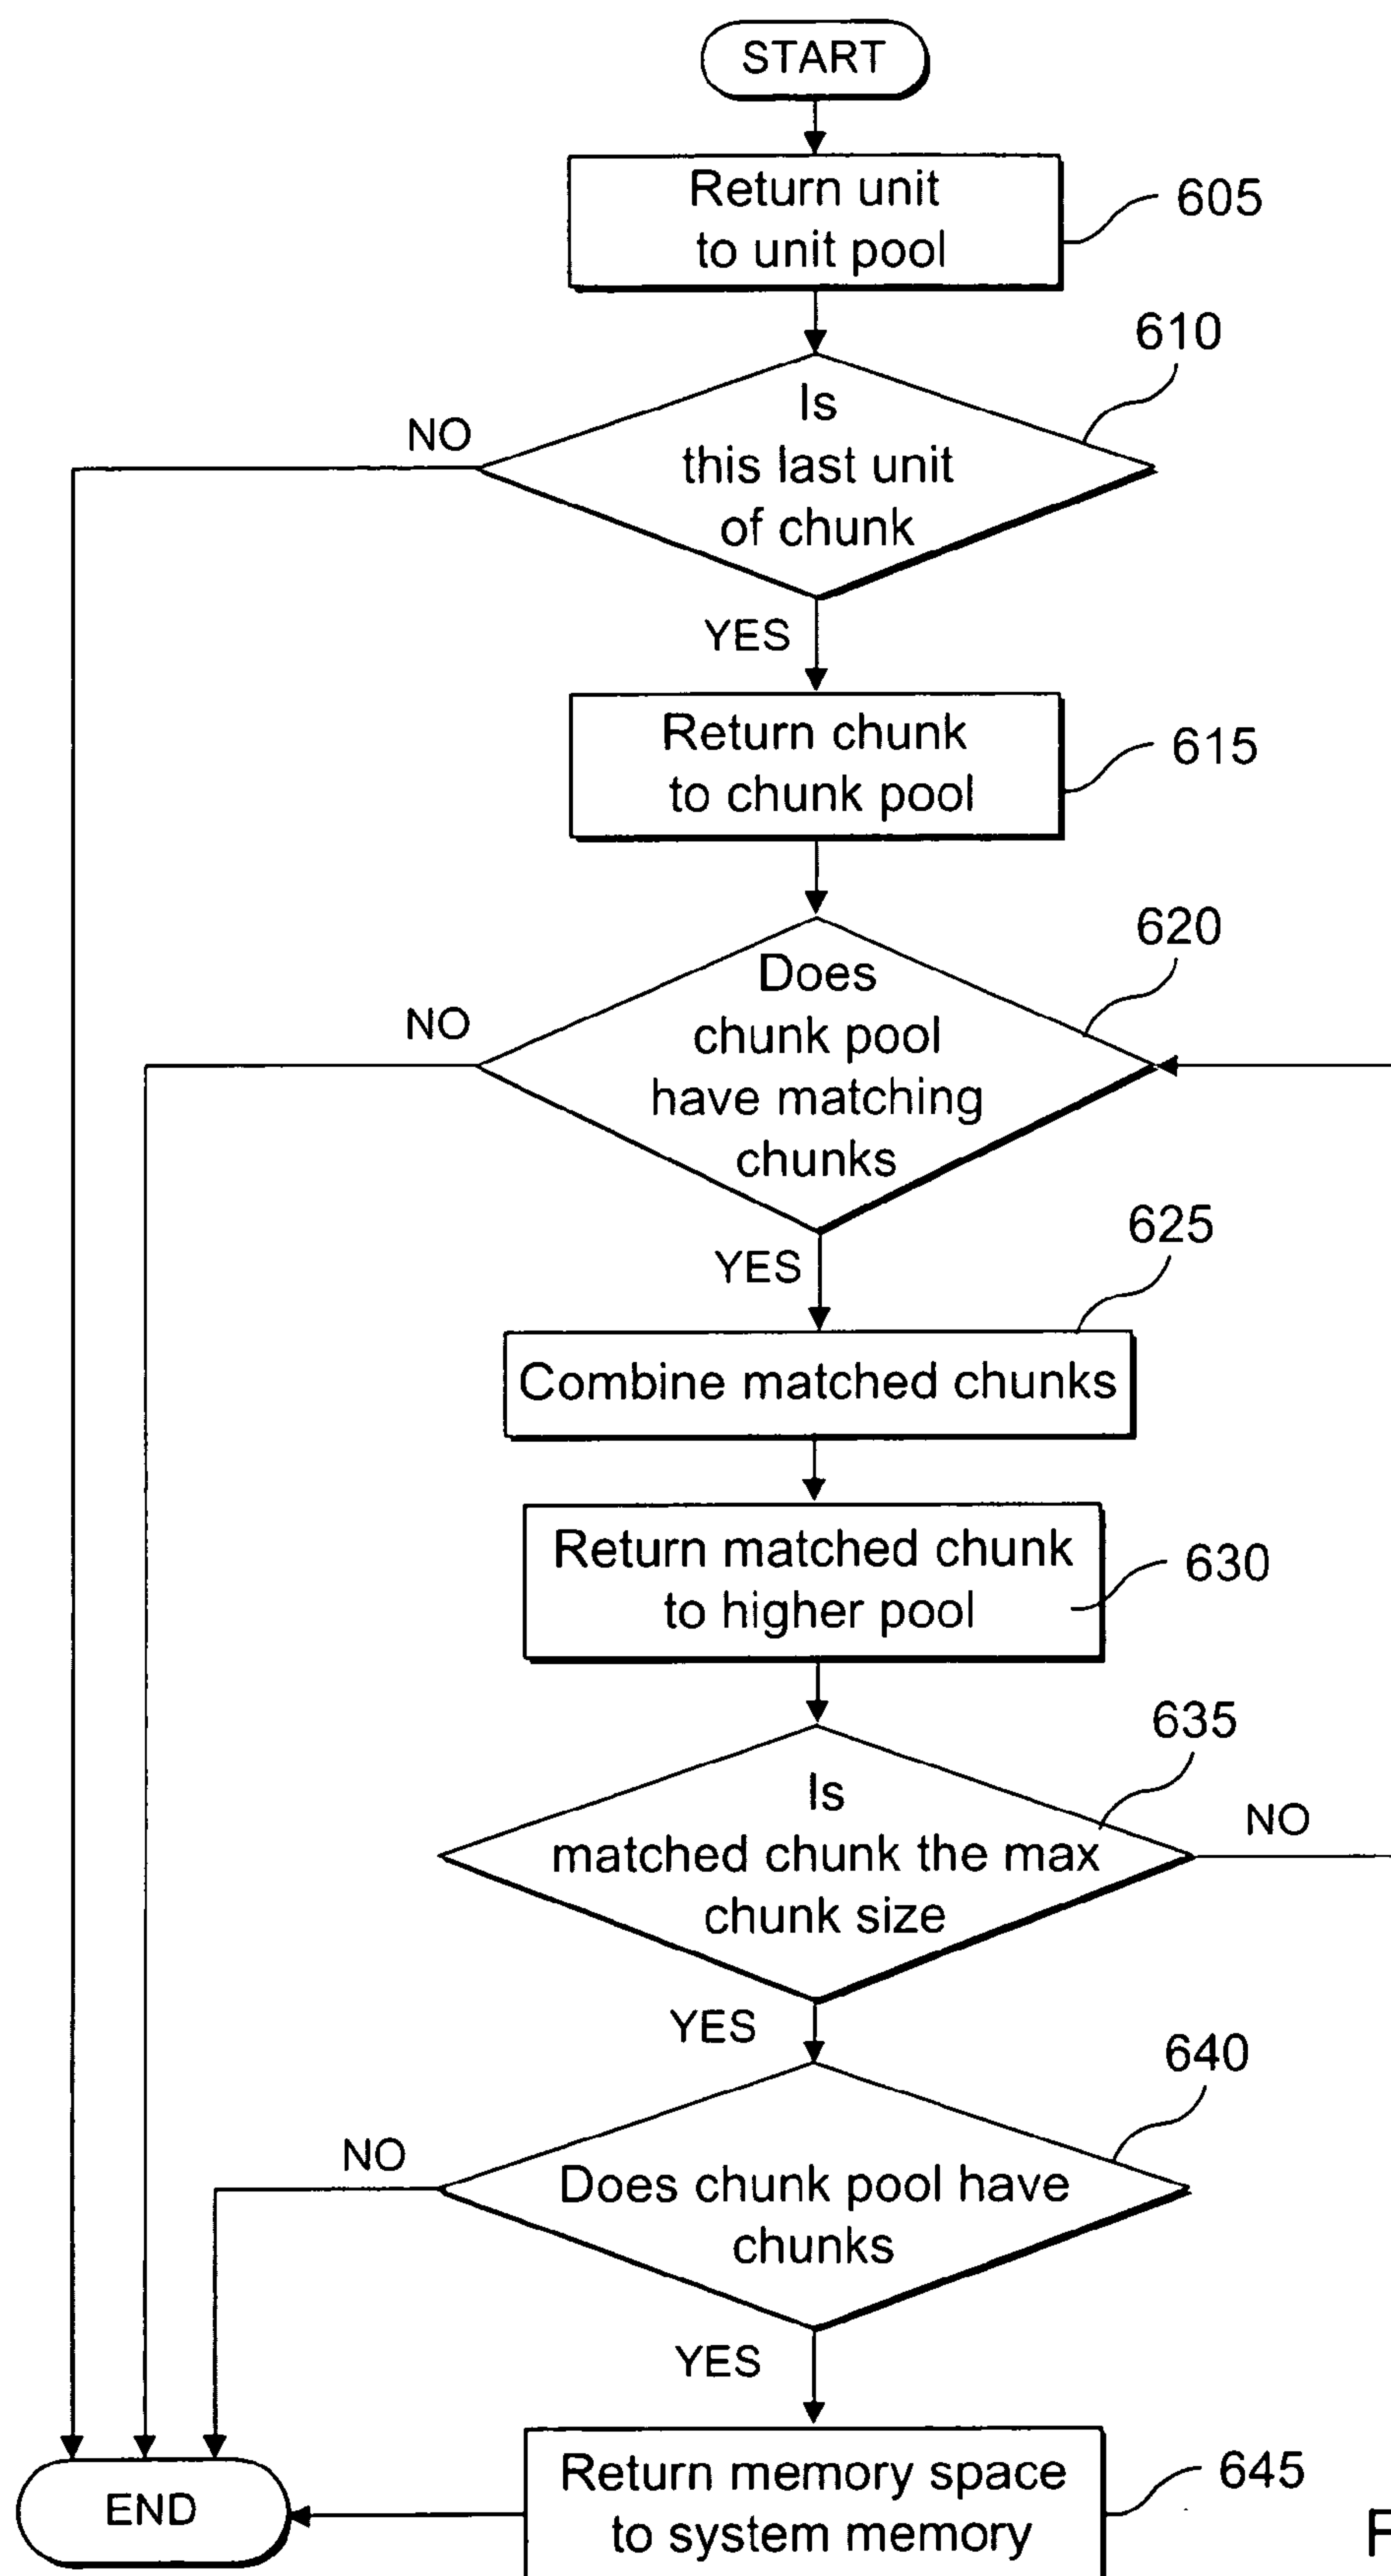 START
Return unit
to unit pool
605
610
Is
this last unit
of chunk
NO
YES
Return chunk
to chunk pool
615
620
Does
chunk pool
have matching
chunks
NO
YES
625
Combine matched chunks
Return matched chunk
to higher pool
630
635
Is
matched chunk the max
chunk size
NO
YES
640
Does chunk pool have
chunks
NO
YES
Return memory space
to system memory
645
END